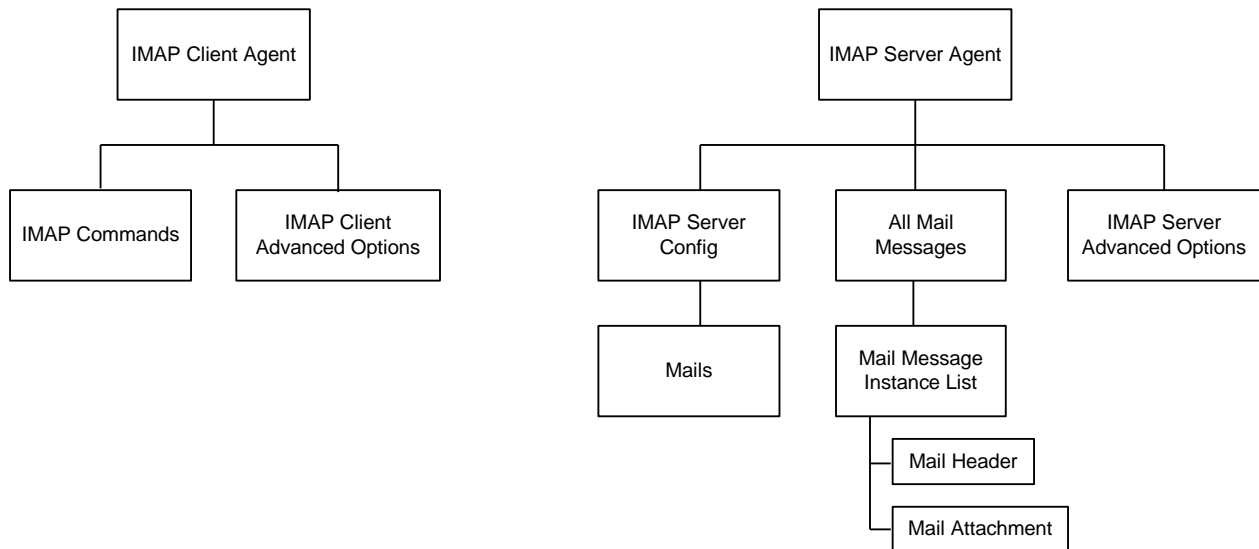 IMAP Client Agent
IMAP Server Agent
IMAP Commands
IMAP Client
Advanced Options
IMAP Server
Config
All Mail
Messages
IMAP Server
Advanced Options
Mails
Mail Message
Instance List
Mail Header
Mail Attachment